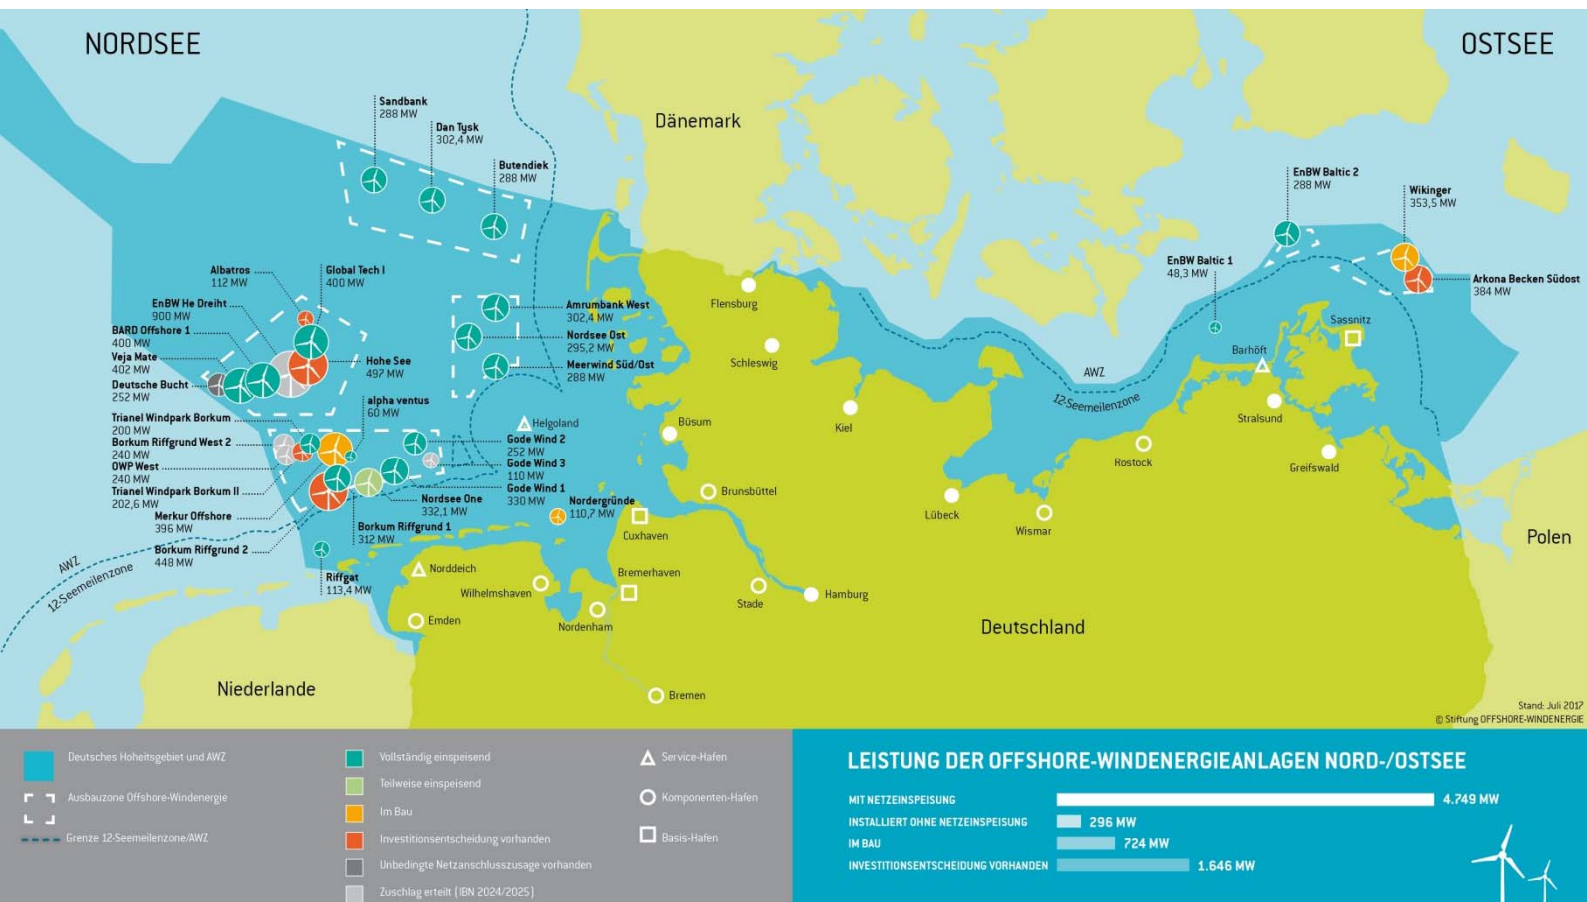 NORDSEE
OSTSEE
Sandbank
288 MW
Dan Tysk
302,4 MW
Butendiek
288 MW
Dänemark
EnBW Baltic 2
288 MW
Wikinger
353,5 MW
EnBW Baltic 1
48,3 MW
Arkona Becken Südost
384 MW
Albatros
112 MW
Global Tech I
400 MW
EnBW He Dreiht
900 MW
BARD Offshore 1
400 MW
Veja Mate
402 MW
Deutsche Bucht
252 MW
Hohe See
497 MW
alpha ventus
60 MW
Amrumbank West
302,4 MW
Nordsee Ost
295,2 MW
Meerwind Süd/Ost
288 MW
Trianel Windpark Borkum
200 MW
Borkum Riffgrund West 2
240 MW
OWP West
240 MW
Trianel Windpark Borkum II
202,6 MW
Merkur Offshore
396 MW
Borkum Riffgrund 2
448 MW
Gode Wind 2
252 MW
Gode Wind 3
110 MW
Gode Wind 1
330 MW
Nordsee One
332,1 MW
Borkum Riffgrund 1
312 MW
Nordergründe
110,7 MW
Riffgat
113,4 MW
Helgoland
Flensburg
Schleswig
Büsum
Kiel
Brunsbüttel
Cuxhaven
Bremerhaven
Norddeich
Wilhelmshaven
Emden
Nordenham
Stade
Hamburg
Bremen
Lübeck
Wismar
Rostock
Barhöft
Sassnitz
Stralsund
Greifswald
AWZ
12-Seemeilenzone
AWZ
12-Seemeilenzone
Niederlande
Deutschland
Polen
Stand: Juli 2017
© Stiftung OFFSHORE-WINDENERGIE
Deutsches Hoheitsgebiet und AWZ
Ausbauzone Offshore-Windenergie
Grenze 12-Seemeilenzone/AWZ
Vollständig einspeisend
Teilweise einspeisend
Im Bau
Investitionsentscheidung vorhanden
Unbedingte Netzanschlusszusage vorhanden
Zuschlag erteilt (IBN 2024/2025)
Service-Hafen
Komponenten-Hafen
Basis-Hafen
LEISTUNG DER OFFSHORE-WINDENERGIEANLAGEN NORD-/OSTSEE
MIT NETZEINSPEISUNG 4.749 MW
INSTALLIERT OHNE NETZEINSPEISUNG 296 MW
IM BAU 724 MW
INVESTITIONSENTSCHEIDUNG VORHANDEN 1.646 MW